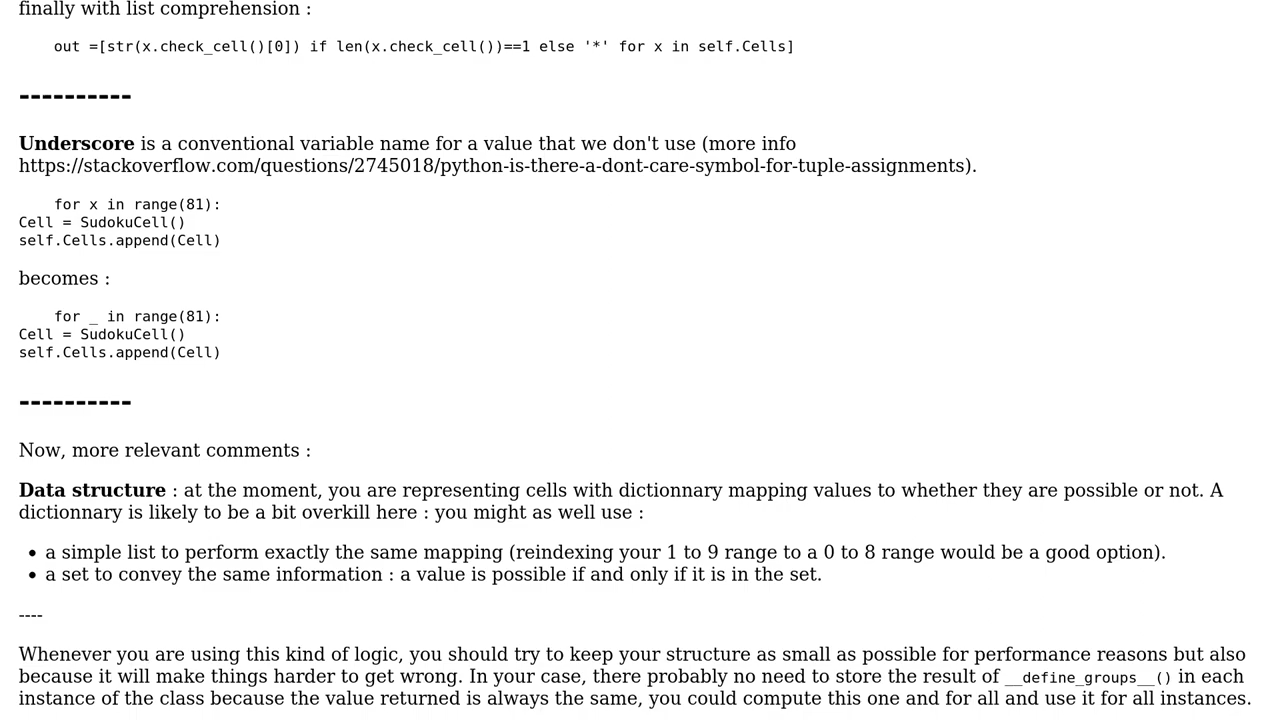 finally with list comprehension :
out =[str(x.check_cell()[0]) if len(x.check_cell())==1 else '*' for x in self.Cells]
----------
Underscore is a conventional variable name for a value that we don't use (more info
https://stackoverflow.com/questions/2745018/python-is-there-a-dont-care-symbol-for-tuple-assignments).
for x in range(81):
Cell = SudokuCell()
self.Cells.append(Cell)
becomes :
for _ in range(81):
Cell = SudokuCell()
self.Cells.append(Cell)
----------
Now, more relevant comments :
Data structure : at the moment, you are representing cells with dictionnary mapping values to whether they are possible or not. A
dictionnary is likely to be a bit overkill here : you might as well use :
• a simple list to perform exactly the same mapping (reindexing your 1 to 9 range to a 0 to 8 range would be a good option).
• a set to convey the same information : a value is possible if and only if it is in the set.
----
Whenever you are using this kind of logic, you should try to keep your structure as small as possible for performance reasons but also
because it will make things harder to get wrong. In your case, there probably no need to store the result of __define_groups__() in each
instance of the class because the value returned is always the same, you could compute this one and for all and use it for all instances.